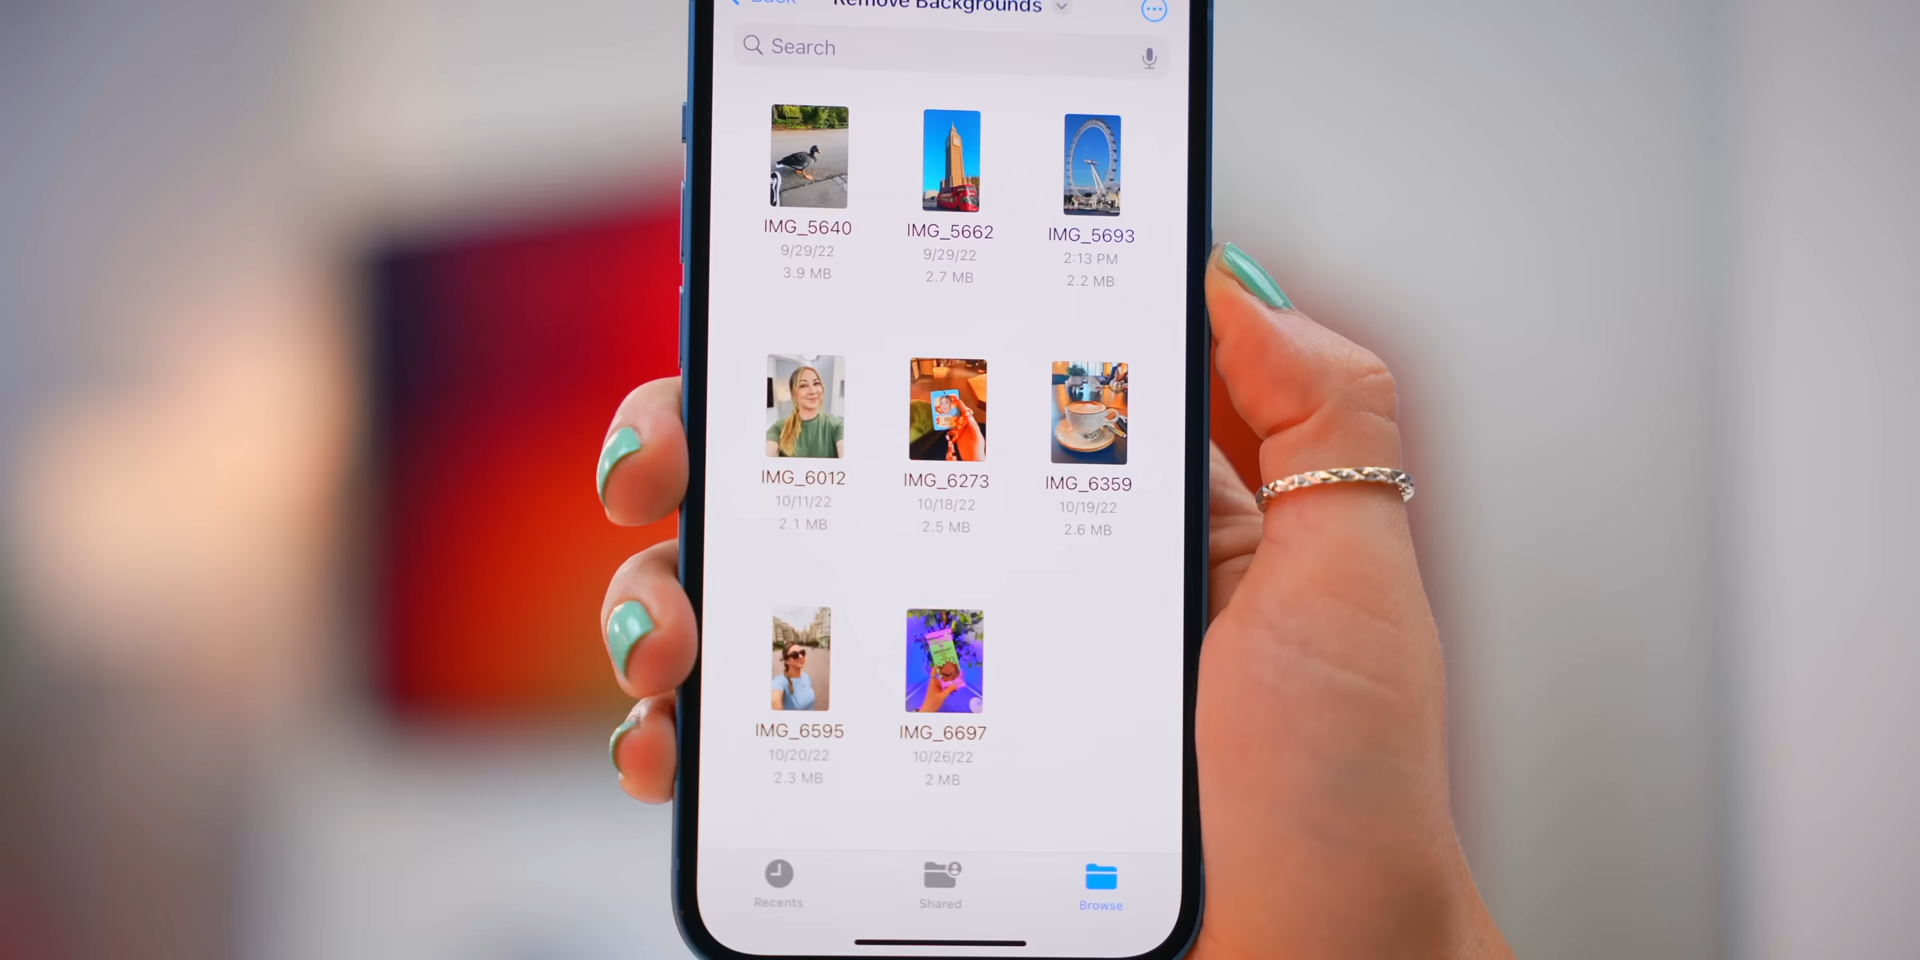 Back Remove Backgrounds
Search
IMG_5640 IMG_5662 IMG_5693
9/29/22 9/29/22 2:13 PM
3.9 MB 2.7 MB 2.2 MB
IMG_6012 IMG_6273 IMG_6359
10/11/22 10/18/22 10/19/22
2.1 MB 2.5 MB 2.6 MB
IMG_6595 IMG_6697
10/20/22 10/26/22
2.3 MB 2 MB
Recents Shared Browse